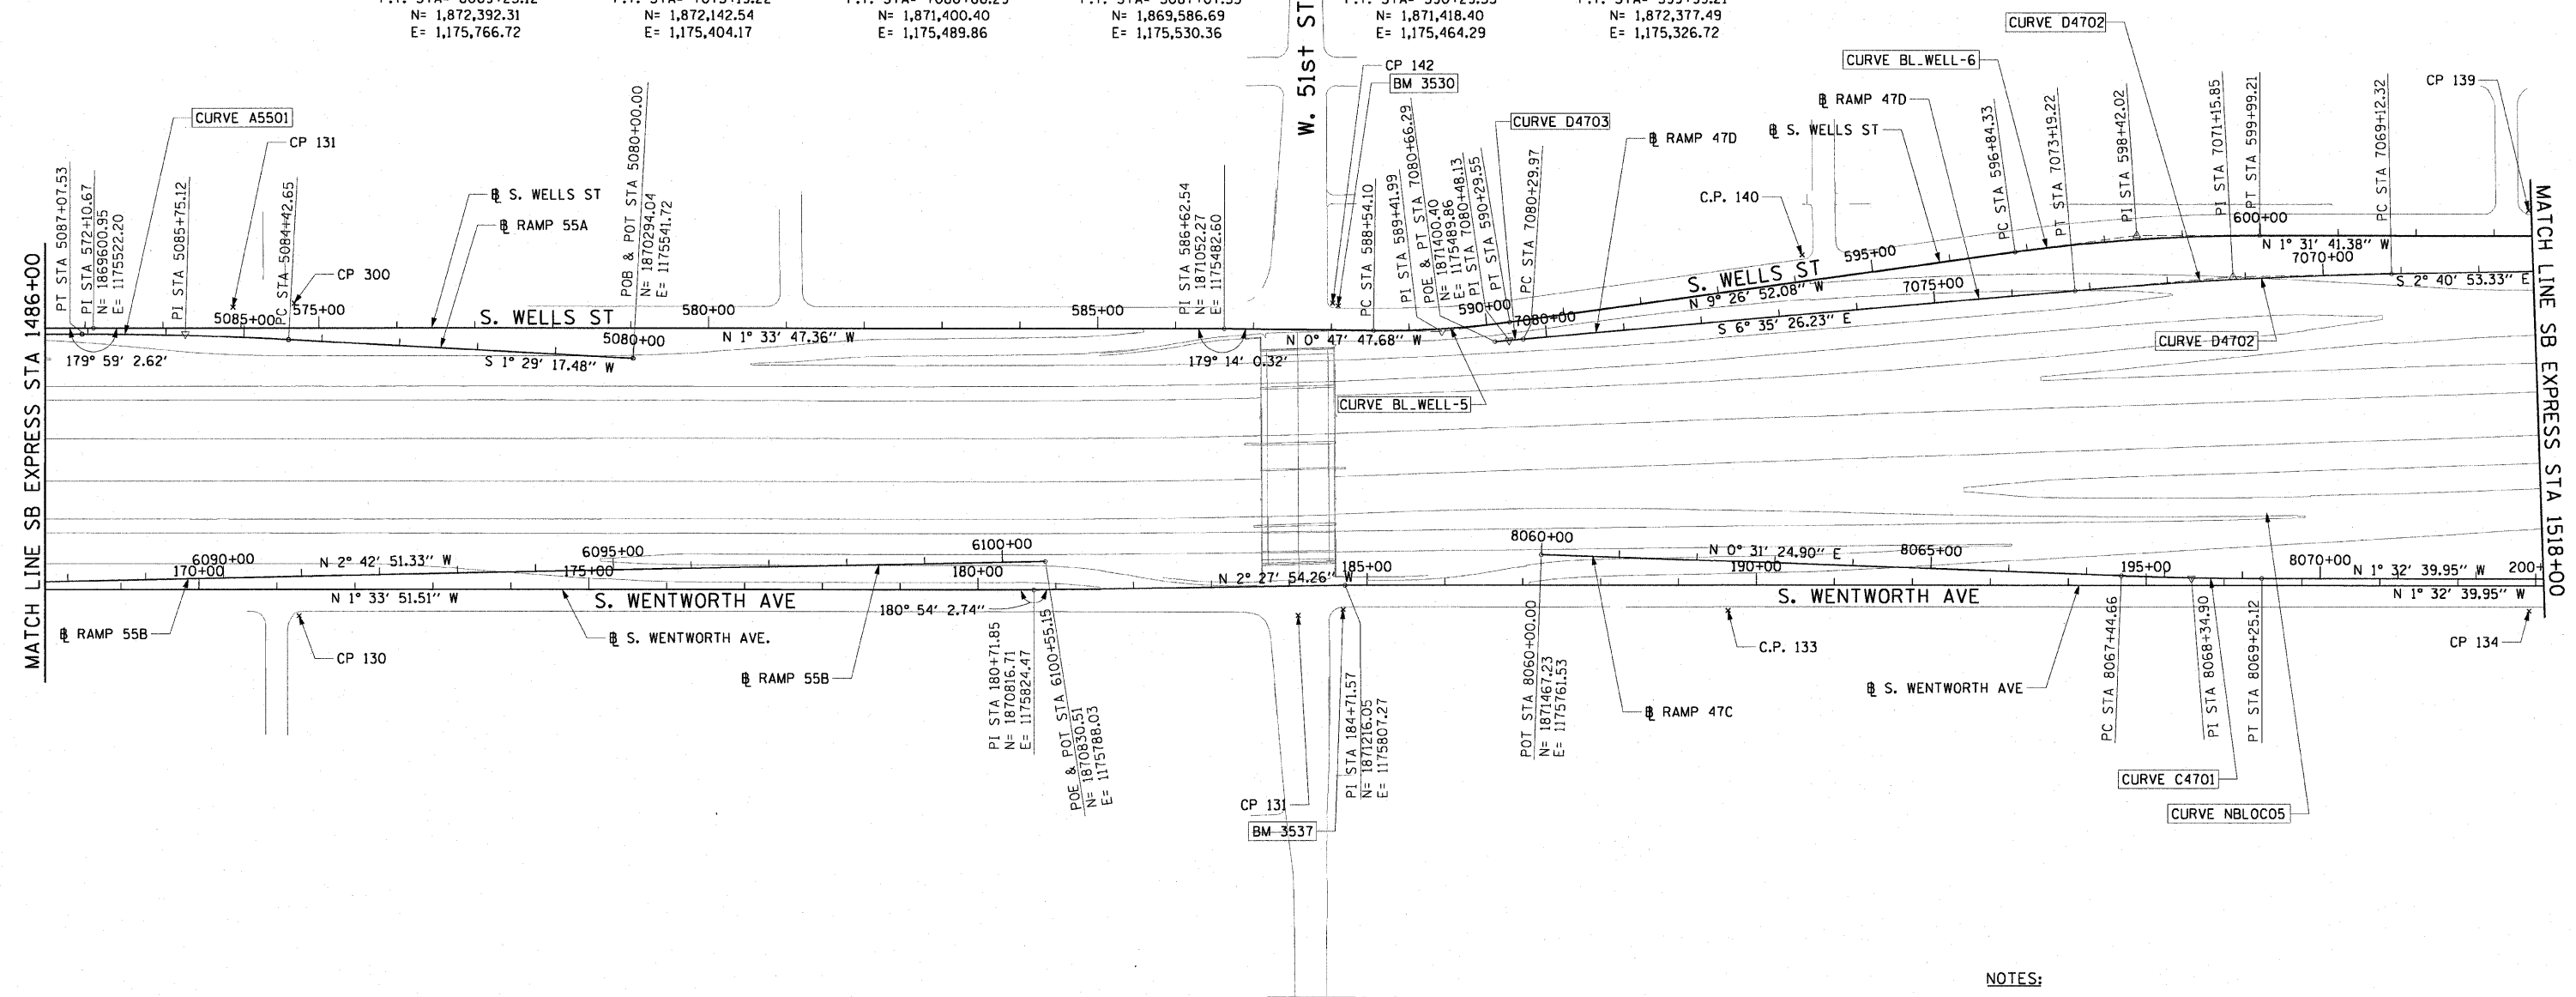 N= 1,872,392.31
E= 1,175,766.72
N= 1,872,142.54
E= 1,175,404.17
N= 1,871,400.40
E= 1,175,489.86
N= 1,869,586.69
E= 1,175,530.36
N= 1,871,418.40
E= 1,175,464.29
N= 1,872,377.49
E= 1,175,326.72
W. 51st ST
CURVE D4702
CP 142
BM 3530
CURVE BL_WELL-6
CP 139
CURVE A5501
CP 131
CURVE D4703
℄ RAMP 47D
℄ RAMP 47D
℄ S. WELLS ST
PT STA 5087+07.53
PI STA 572+10.67
N= 1869600.95
E= 1175522.20
PI STA 5085+75.12
PC STA 5084+42.65
CP 300
℄ S. WELLS ST
℄ RAMP 55A
POB & POT STA 5080+00.00
N= 1870294.04
E= 1175541.72
PI STA 586+62.54
N= 1871052.27
E= 1175482.60
PC STA 588+54.10
PI STA 589+41.99
POE & PT STA 7080+66.29
N= 1871400.40
E= 1175489.86
PI STA 7080+48.13
PT STA 590+29.55
PC STA 7080+29.97
C.P. 140
PC STA 596+84.33
PT STA 7073+19.22
PI STA 598+42.02
PI STA 7071+15.85
PT STA 599+99.21
PC STA 7069+12.32
MATCH LINE SB EXPRESS STA 1486+00
MATCH LINE SB EXPRESS STA 1518+00
5085+00
575+00
S. WELLS ST
580+00
585+00
590+00
7080+00
S. WELLS ST
595+00
7075+00
600+00
7070+00
179° 59' 2.62'
S 1° 29' 17.48" W
5080+00
N 1° 33' 47.36" W
179° 14' 0.32'
N 0° 47' 47.68" W
N 9° 26' 52.08" W
S 6° 35' 26.23" E
N 1° 31' 41.38" W
S 2° 40' 53.33" E
CURVE D4702
CURVE BL_WELL-5
6090+00
170+00
N 2° 42' 51.33" W
6095+00
175+00
6100+00
180+00
N 2° 27' 54.26" W
185+00
8060+00
N 0° 31' 24.90" E
8065+00
190+00
195+00
8070+00
N 1° 32' 39.95" W
200+
N 1° 33' 51.51" W
S. WENTWORTH AVE
180° 54' 2.74"
S. WENTWORTH AVE
N 1° 32' 39.95" W
℄ RAMP 55B
CP 130
℄ S. WENTWORTH AVE.
℄ RAMP 55B
PI STA 180+71.85
N= 1870816.71
E= 1175824.47
POE & POT STA 6100+55.15
N= 1870830.51
E= 1175788.03
CP 131
BM 3537
PI STA 184+71.57
N= 1871216.05
E= 1175807.27
POT STA 8060+00.00
N= 1871467.23
E= 1175761.53
℄ RAMP 47C
C.P. 133
℄ S. WENTWORTH AVE
PC STA 8067+44.66
PI STA 8068+34.90
PT STA 8069+25.12
CP 134
CURVE C4701
CURVE NBLOC05
NOTES: